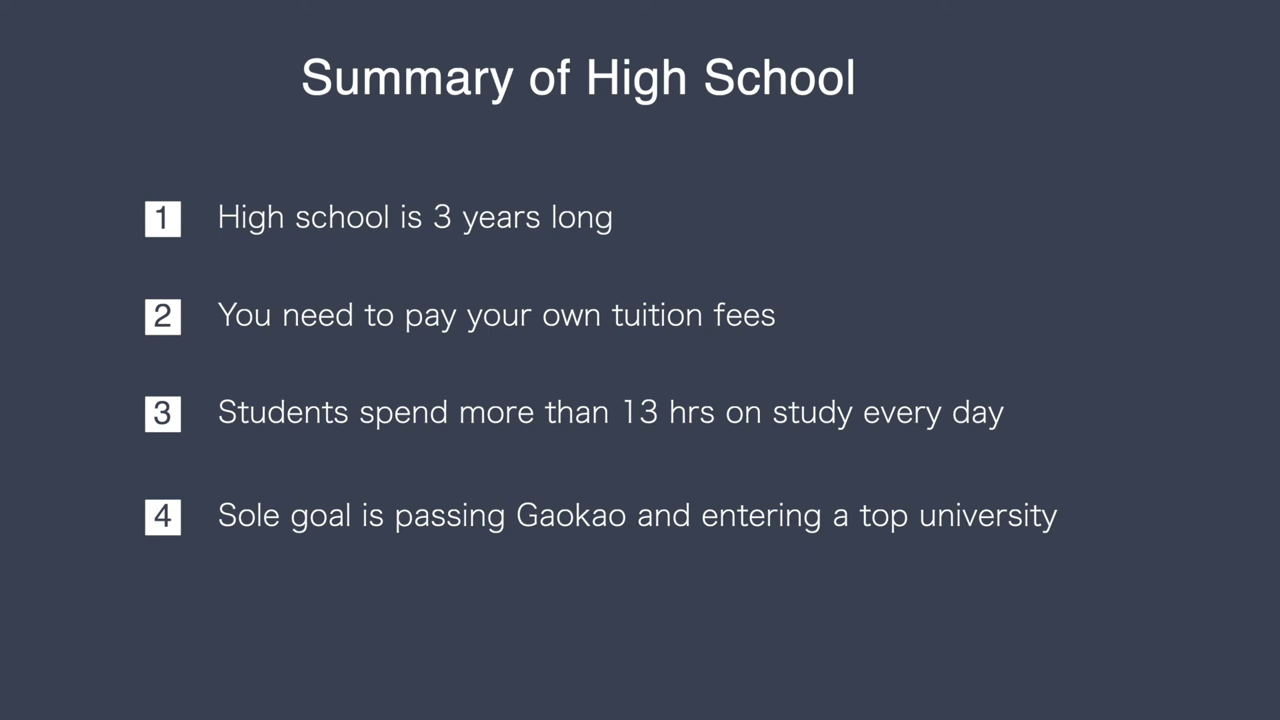 Summary of High School
1 High school is 3 years long
2 You need to pay your own tuition fees
3 Students spend more than 13 hrs on study every day
4 Sole goal is passing Gaokao and entering a top university